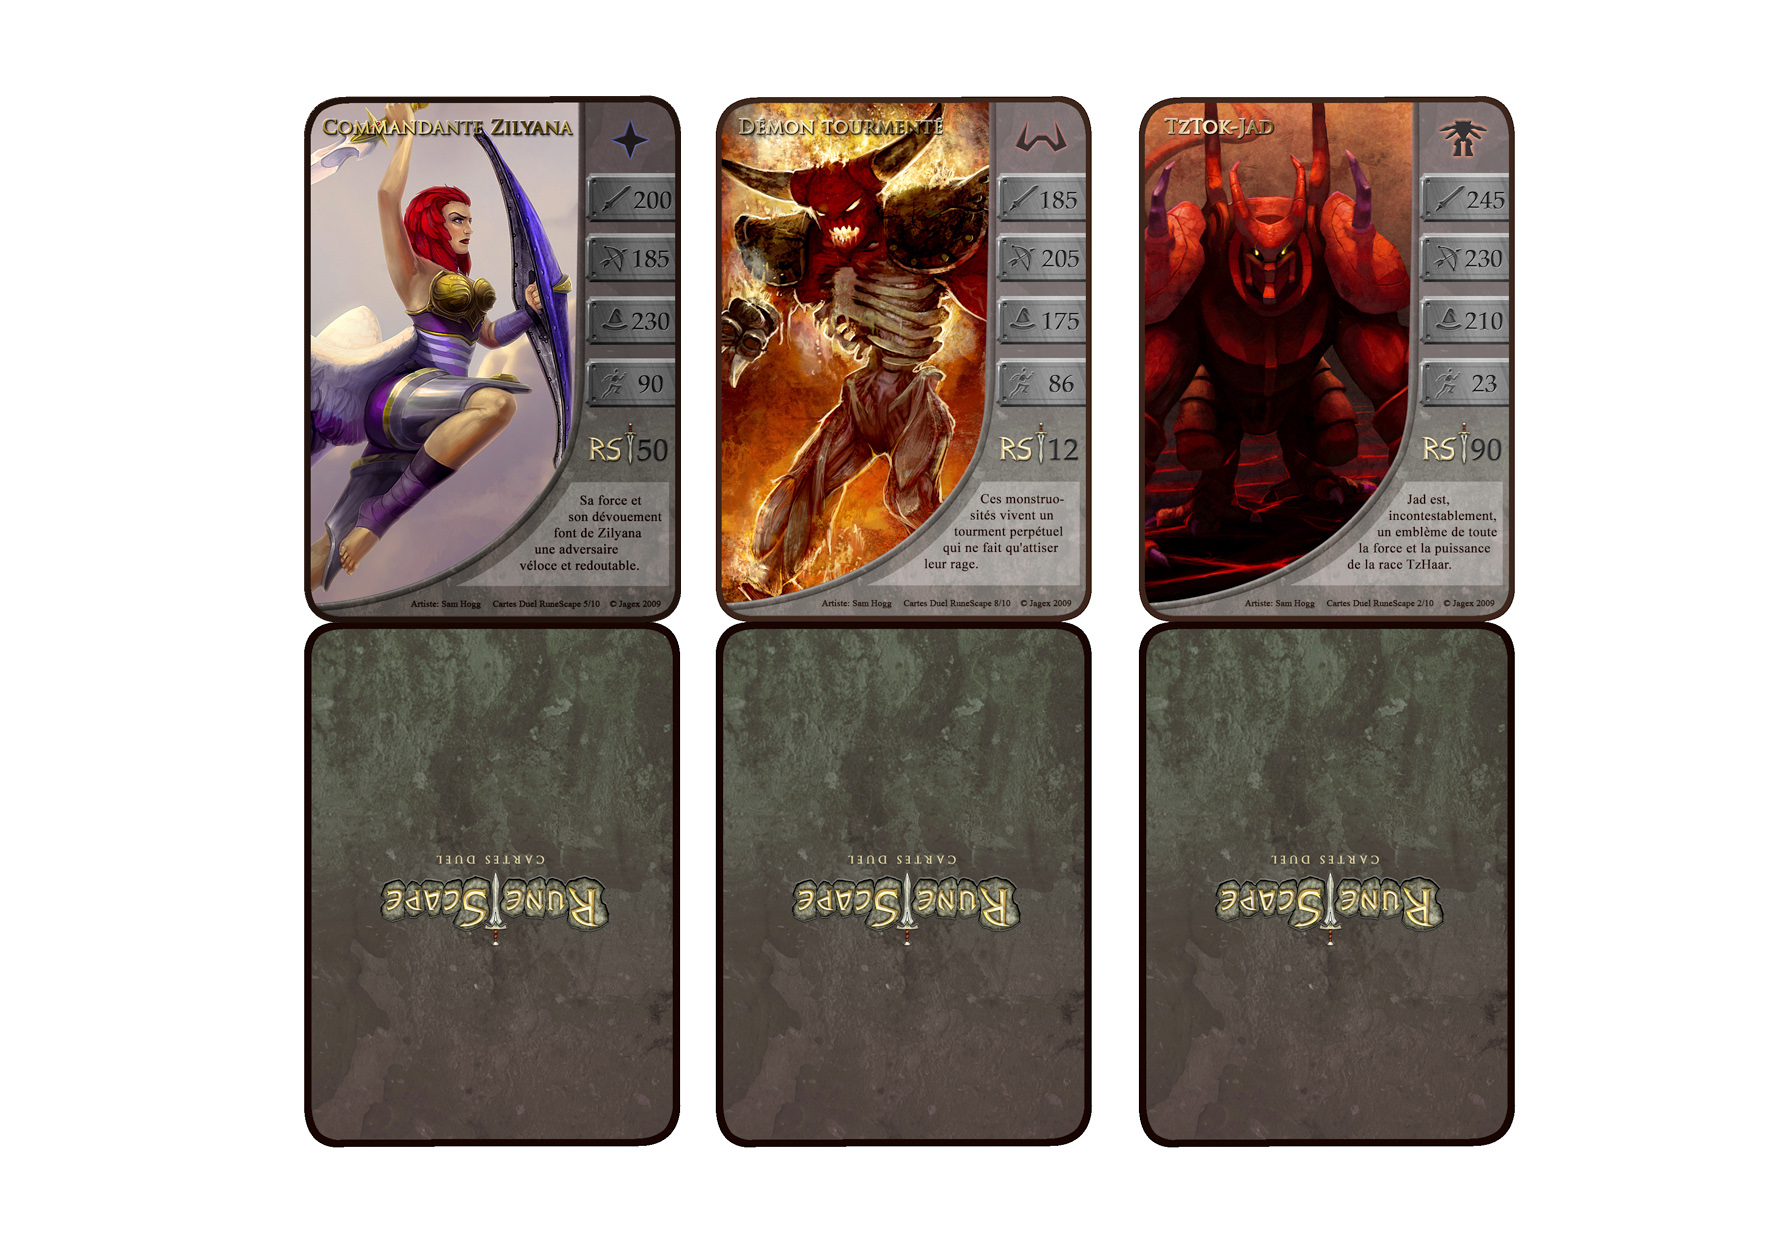 Commandante Zilyana
200
185
230
90
RS 50
Sa force et
son dévouement
font de Zilyana
une adversaire
véloce et redoutable.
Artiste: Sam Hogg Cartes Duel RuneScape 5/10 © Jagex 2009
Démon tourmenté
185
205
175
86
RS 12
Ces monstruo-
sités vivent un
tourment perpétuel
qui ne fait qu'attiser
leur rage.
Artiste: Sam Hogg Cartes Duel RuneScape 8/10 © Jagex 2009
TzTok-Jad
245
230
210
23
RS 90
Jad est,
incontestablement,
un emblème de toute
la force et la puissance
de la race TzHaar.
Artiste: Sam Hogg Cartes Duel RuneScape 2/10 © Jagex 2009
RuneScape
CARTES DUEL
RuneScape
CARTES DUEL
RuneScape
CARTES DUEL